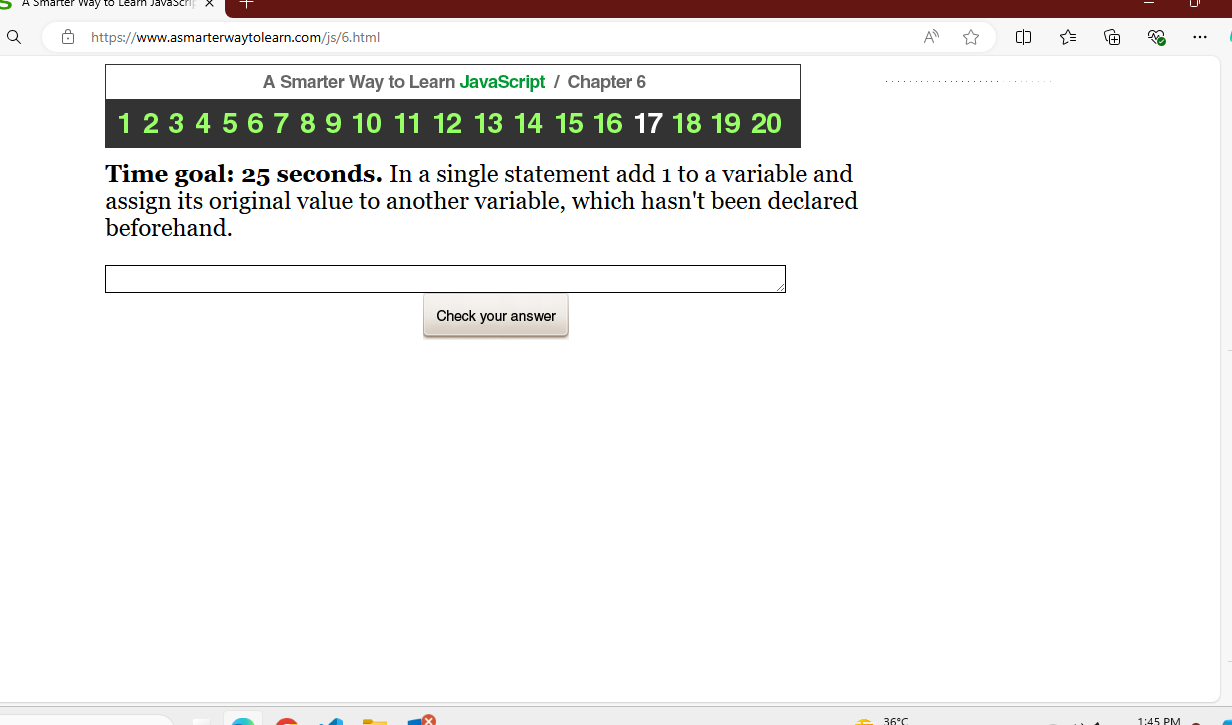 A Smarter Way to Learn JavaScrip
https://www.asmarterwaytolearn.com/js/6.html
A Smarter Way to Learn JavaScript / Chapter 6
1 2 3 4 5 6 7 8 9 10 11 12 13 14 15 16 17 18 19 20
Time goal: 25 seconds. In a single statement add 1 to a variable and
assign its original value to another variable, which hasn't been declared
beforehand.
Check your answer
36°C
1:45 PM